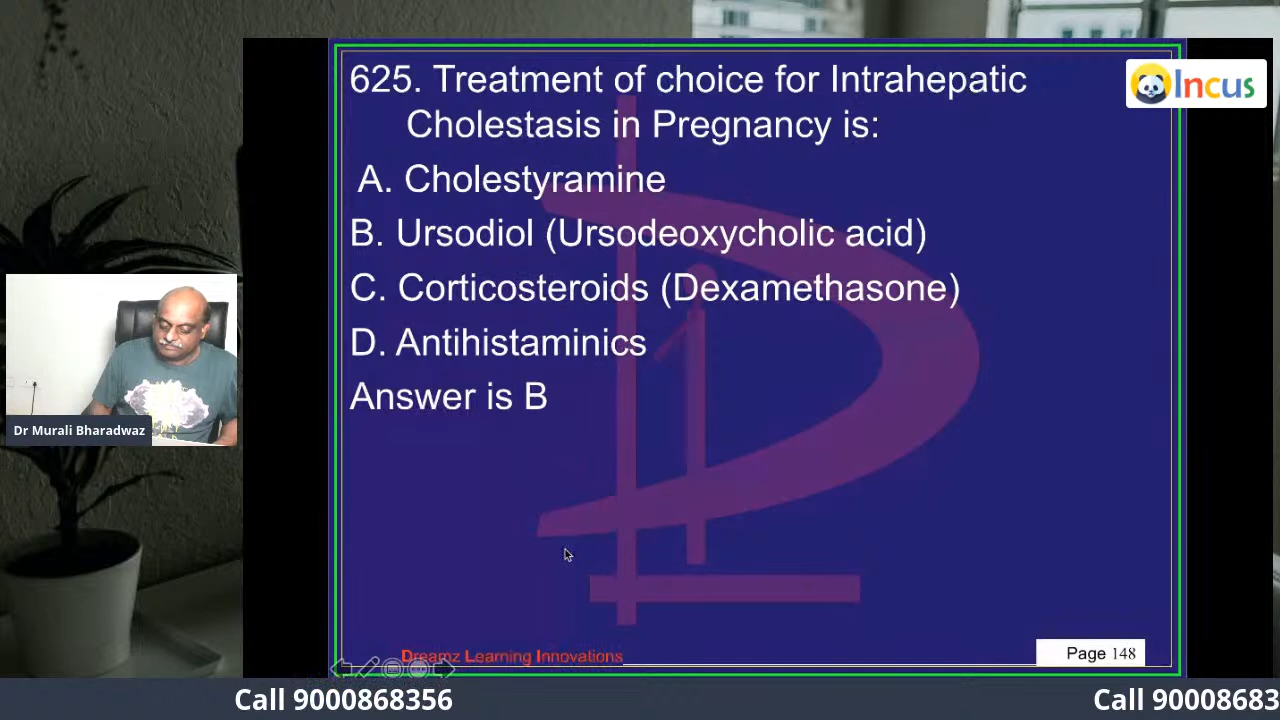 625. Treatment of choice for Intrahepatic
Cholestasis in Pregnancy is:
A. Cholestyramine
B. Ursodiol (Ursodeoxycholic acid)
C. Corticosteroids (Dexamethasone)
D. Antihistaminics
Answer is B
Incus
Dr Murali Bharadwaz
Dreamz Learning Innovations
Page 148
Call 9000868356
Call 90008683